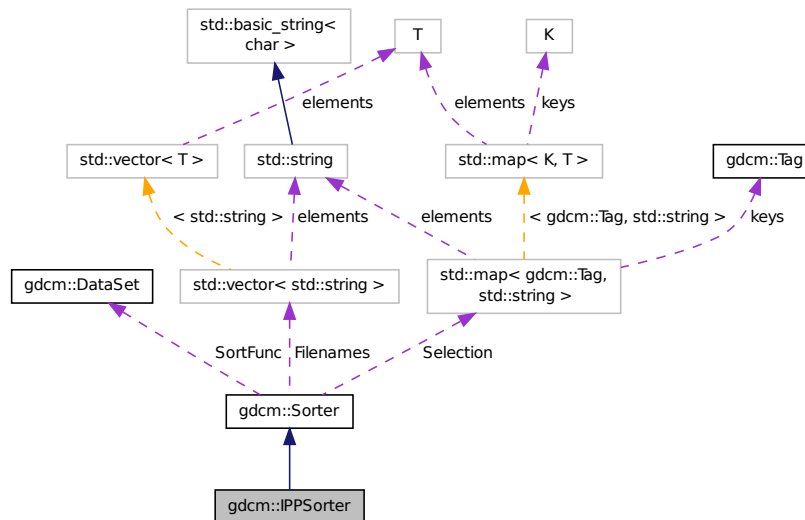 std::basic_string<
char >
T
K
elements
elements
keys
std::vector< T >
std::string
std::map< K, T >
gdcm::Tag
< std::string >
elements
elements
< gdcm::Tag, std::string >
keys
gdcm::DataSet
std::vector< std::string >
std::map< gdcm::Tag,
std::string >
SortFunc
Filenames
Selection
gdcm::Sorter
gdcm::IPPSorter